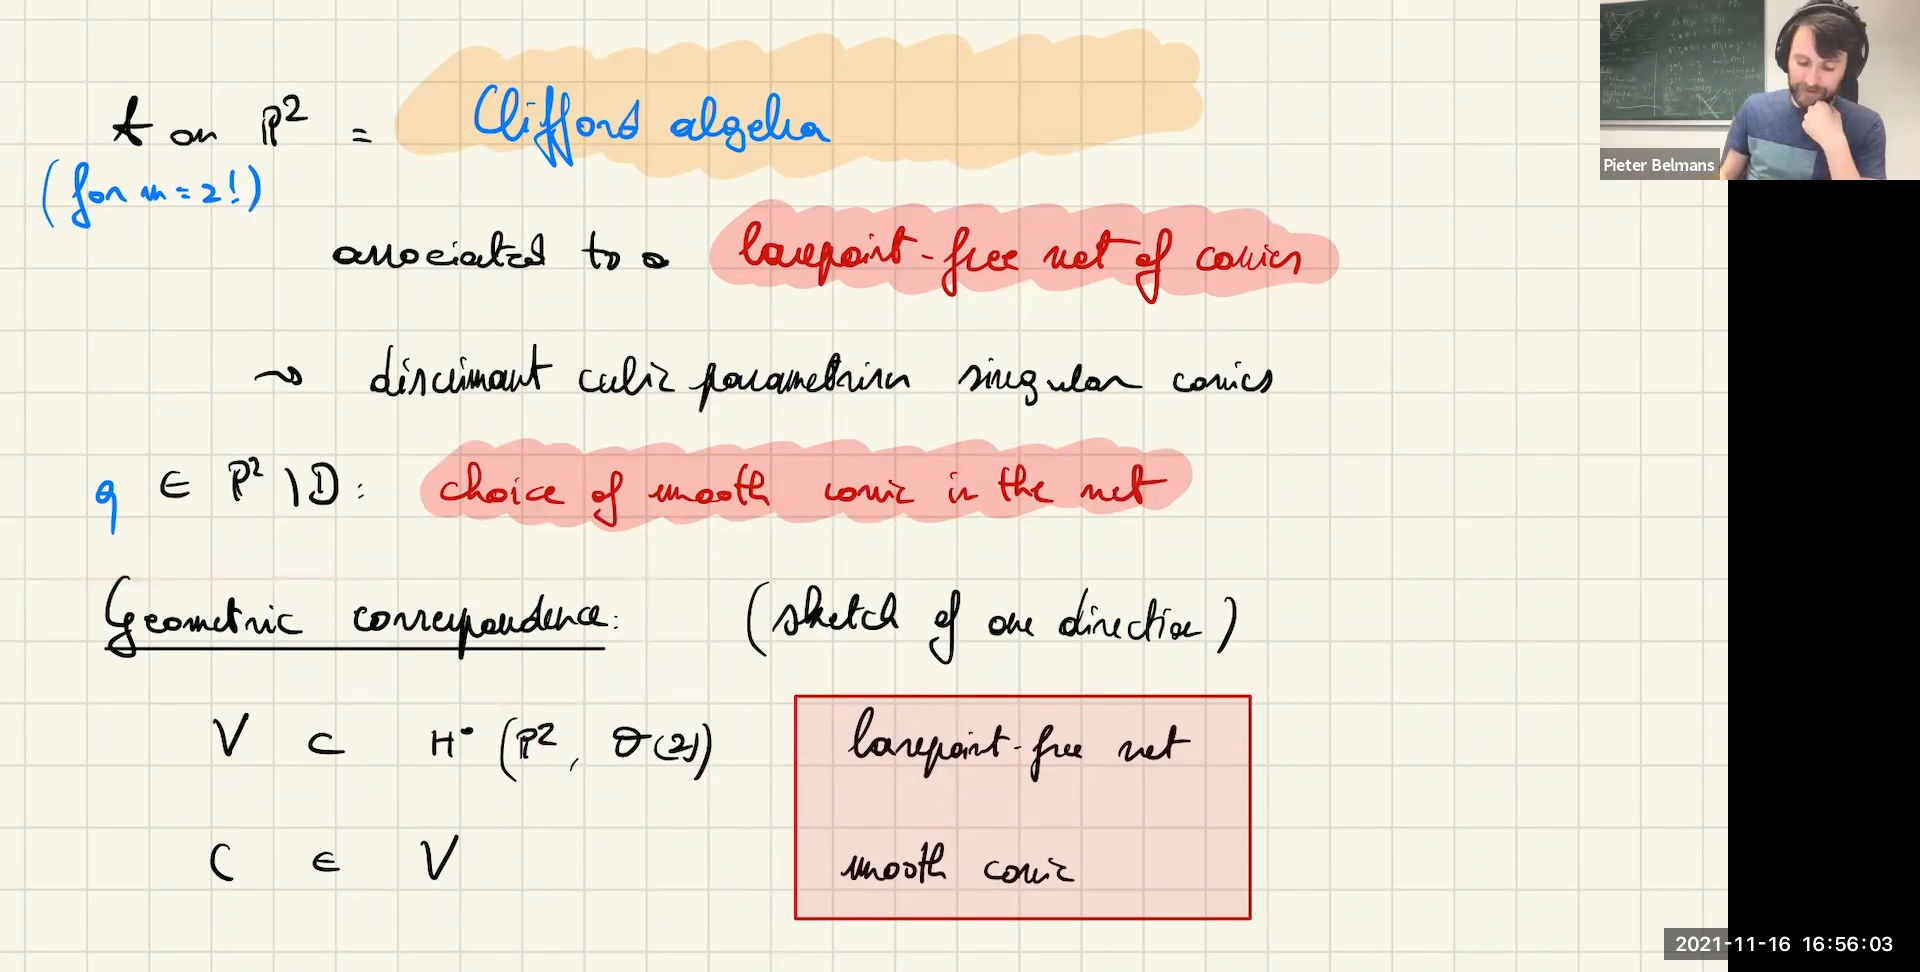 A on ℙ² = Clifford algebra
(for m = 2!)
associated to a basepoint-free net of conics
⇝ discriminant cubic parametrises singular conics
q ∈ ℙ² \ D: choice of smooth conic in the net
Geometric correspondence: (sketch of one direction)
V ⊂ H⁰(ℙ², O(2)) basepoint-free net
C ∈ V smooth conic
Pieter Belmans
2021-11-16 16:56:03